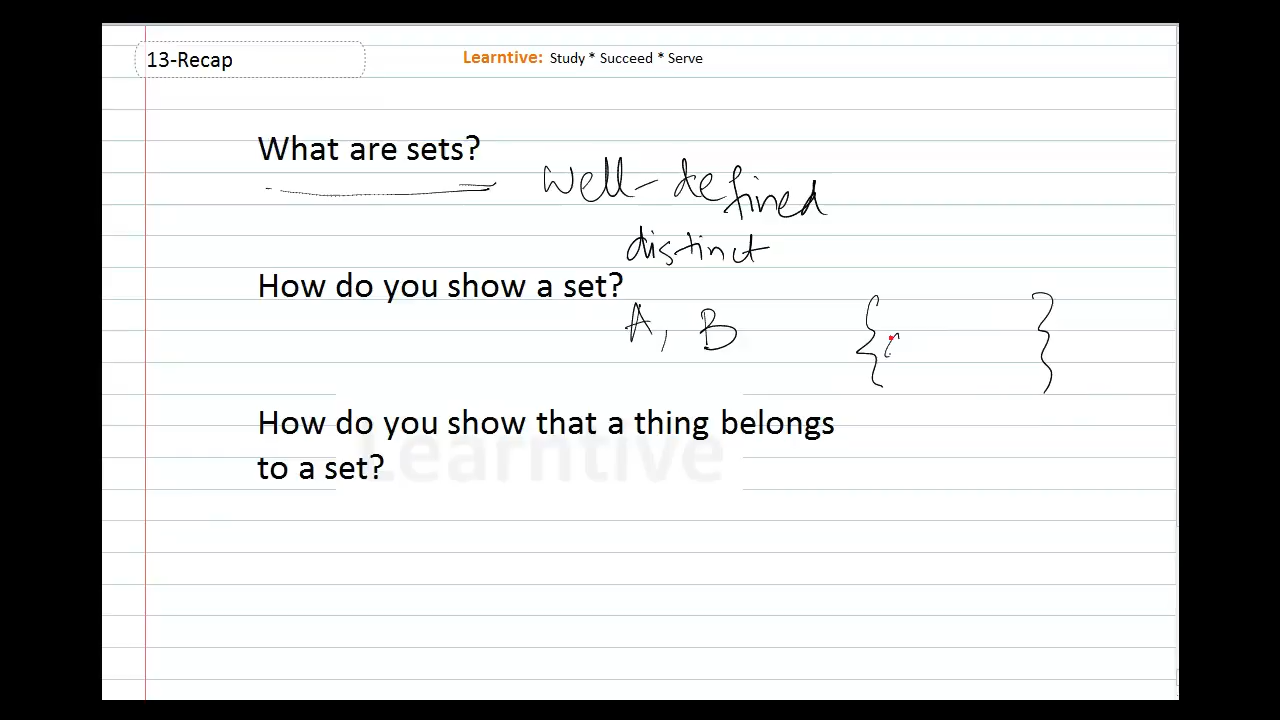 13-Recap
Learntive: Study * Succeed * Serve
What are sets?
well-defined
distinct
How do you show a set?
A, B { }
How do you show that a thing belongs
to a set?
Learntive